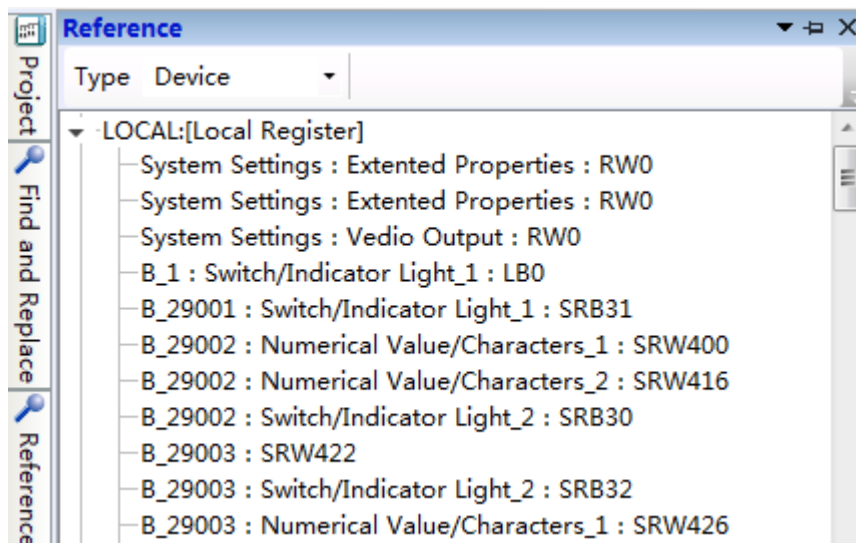 Reference
Type Device
LOCAL:[Local Register]
System Settings : Extented Properties : RW0
System Settings : Extented Properties : RW0
System Settings : Vedio Output : RW0
B_1 : Switch/Indicator Light_1 : LB0
B_29001 : Switch/Indicator Light_1 : SRB31
B_29002 : Numerical Value/Characters_1 : SRW400
B_29002 : Numerical Value/Characters_2 : SRW416
B_29002 : Switch/Indicator Light_2 : SRB30
B_29003 : SRW422
B_29003 : Switch/Indicator Light_2 : SRB32
B_29003 : Numerical Value/Characters_1 : SRW426
Project
Find and Replace
Reference